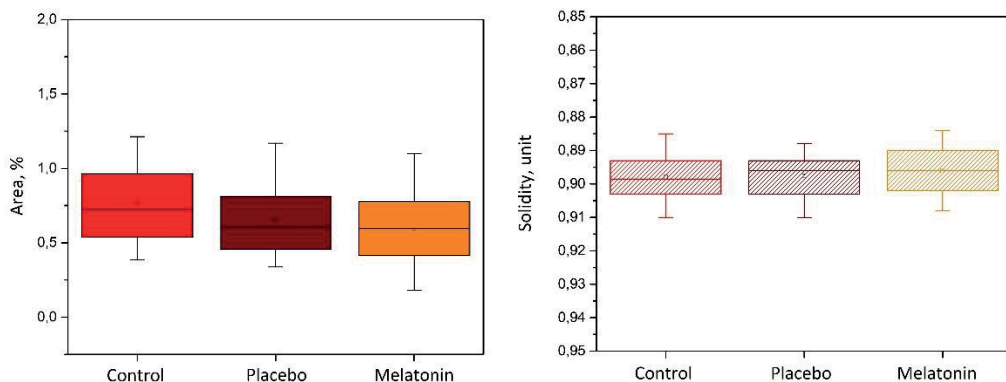 Area, %
2,0
1,5
1,0
0,5
0,0
Control
Placebo
Melatonin
Solidity, unit
0,85
0,86
0,87
0,88
0,89
0,90
0,91
0,92
0,93
0,94
0,95
Control
Placebo
Melatonin